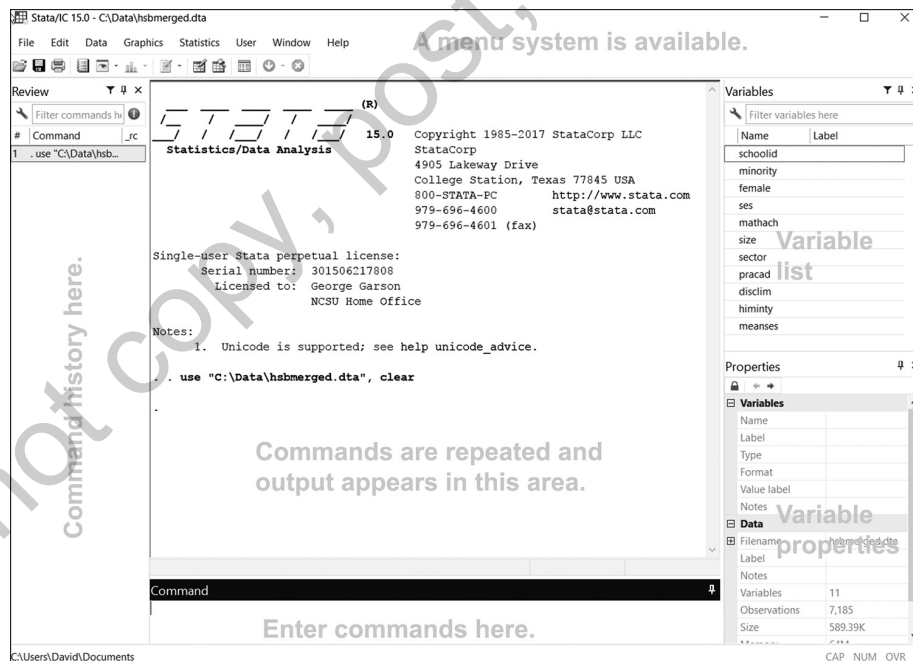 Stata/IC 15.0 - C:\Data\hsbmerged.dta
File Edit Data Graphics Statistics User Window Help
A menu system is available.
Review
Filter commands h
# Command _rc
1 . use "C:\Data\hsb...
Command history here.
(R)
stata 15.0 Copyright 1985-2017 StataCorp LLC
Statistics/Data Analysis StataCorp
4905 Lakeway Drive
College Station, Texas 77845 USA
800-STATA-PC http://www.stata.com
979-696-4600 stata@stata.com
979-696-4601 (fax)
Single-user Stata perpetual license:
Serial number: 301506217808
Licensed to: George Garson
NCSU Home Office
Notes:
1. Unicode is supported; see help unicode_advice.
. . use "C:\Data\hsbmerged.dta", clear
.
Commands are repeated and
output appears in this area.
Command
Enter commands here.
Variables
Filter variables here
Name Label
schoolid
minority
female
ses
mathach
size
sector
pracad
disclim
himinty
meanses
Variable
list
Properties
Variables
Name
Label
Type
Format
Value label
Notes
Data
Filename hsbmerged.dta
Label
Notes
Variables 11
Observations 7,185
Size 589.39K
Variable
properties
C:\Users\David\Documents
CAP NUM OVR
not copy, post,